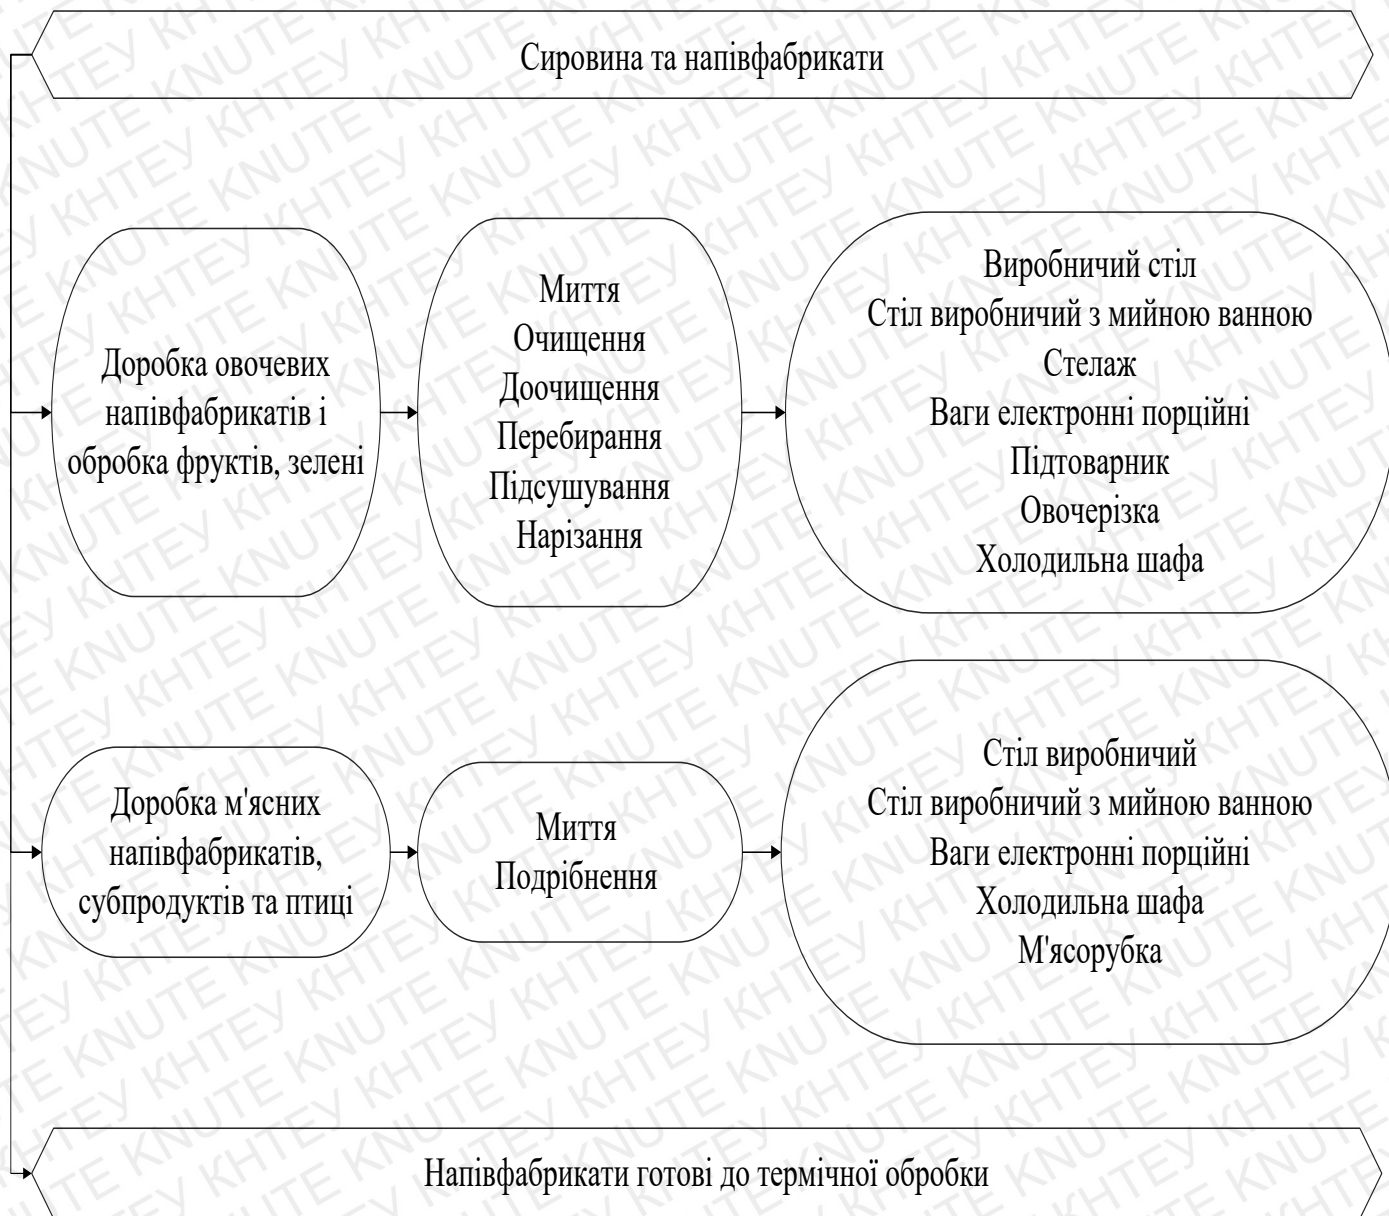 Сировина та напівфабрикати
Доробка овочевих
напівфабрикатів і
обробка фруктів, зелені
Миття
Очищення
Доочищення
Перебирання
Підсушування
Нарізання
Виробничий стіл
Стіл виробничий з мийною ванною
Стелаж
Ваги електронні порційні
Підтоварник
Овочерізка
Холодильна шафа
Доробка м'ясних
напівфабрикатів,
субпродуктів та птиці
Миття
Подрібнення
Стіл виробничий
Стіл виробничий з мийною ванною
Ваги електронні порційні
Холодильна шафа
М'ясорубка
Напівфабрикати готові до термічної обробки